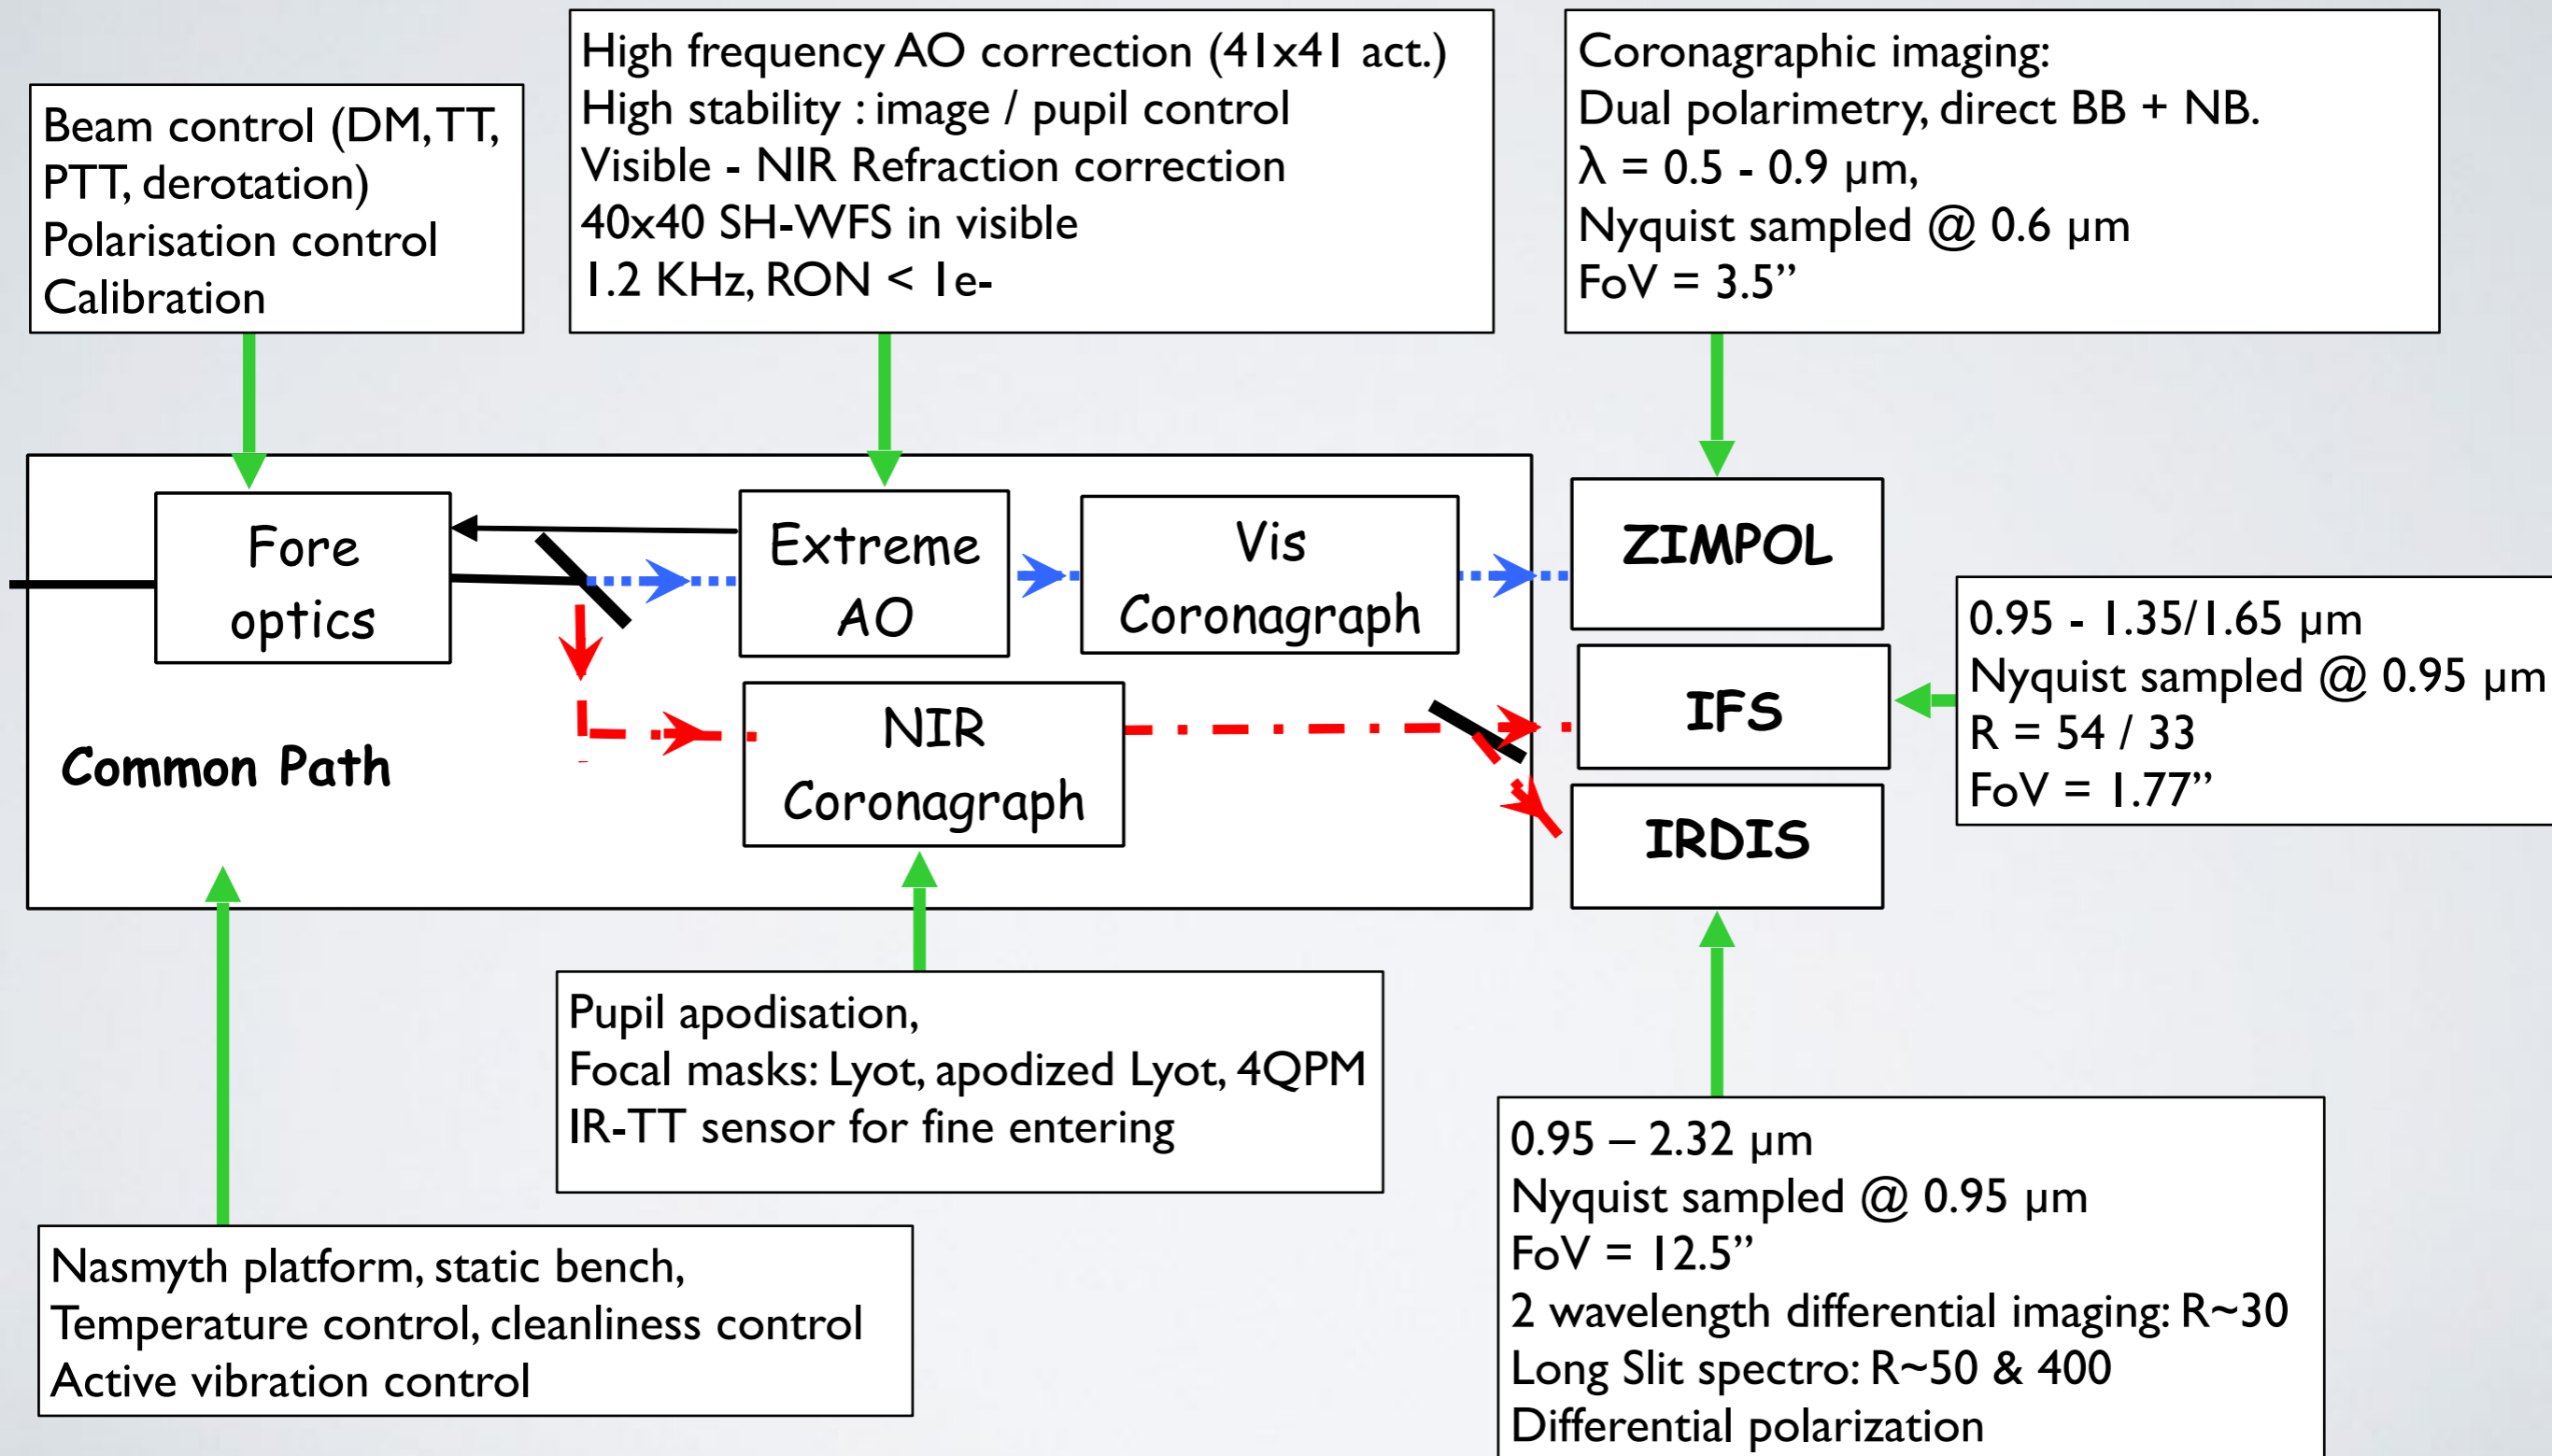 High frequency AO correction (41x41 act.)
High stability : image / pupil control
Visible - NIR Refraction correction
40x40 SH-WFS in visible
1.2 KHz, RON < 1e-
Coronagraphic imaging:
Dual polarimetry, direct BB + NB.
λ = 0.5 - 0.9 µm,
Nyquist sampled @ 0.6 µm
FoV = 3.5”
Beam control (DM, TT,
PTT, derotation)
Polarisation control
Calibration
Fore
optics
Extreme
AO
Vis
Coronagraph
ZIMPOL
Common Path
NIR
Coronagraph
IFS
IRDIS
0.95 - 1.35/1.65 µm
Nyquist sampled @ 0.95 µm
R = 54 / 33
FoV = 1.77”
Pupil apodisation,
Focal masks: Lyot, apodized Lyot, 4QPM
IR-TT sensor for fine entering
0.95 – 2.32 µm
Nyquist sampled @ 0.95 µm
FoV = 12.5”
2 wavelength differential imaging: R~30
Long Slit spectro: R~50 & 400
Differential polarization
Nasmyth platform, static bench,
Temperature control, cleanliness control
Active vibration control